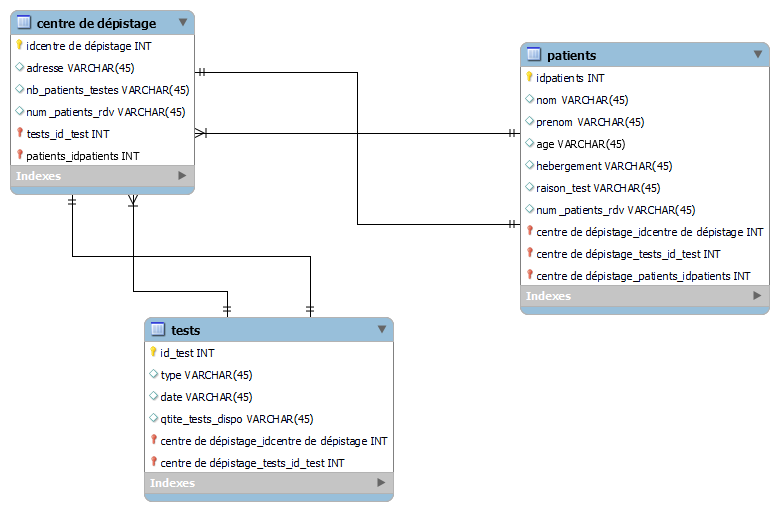 centre de dépistage
idcentre de dépistage INT
adresse VARCHAR(45)
nb_patients_testes VARCHAR(45)
num_patients_rdv VARCHAR(45)
tests_id_test INT
patients_idpatients INT
Indexes
patients
idpatients INT
nom VARCHAR(45)
prenom VARCHAR(45)
age VARCHAR(45)
hebergement VARCHAR(45)
raison_test VARCHAR(45)
num_patients_rdv VARCHAR(45)
centre de dépistage_idcentre de dépistage INT
centre de dépistage_tests_id_test INT
centre de dépistage_patients_idpatients INT
Indexes
tests
id_test INT
type VARCHAR(45)
date VARCHAR(45)
qtite_tests_dispo VARCHAR(45)
centre de dépistage_idcentre de dépistage INT
centre de dépistage_tests_id_test INT
Indexes